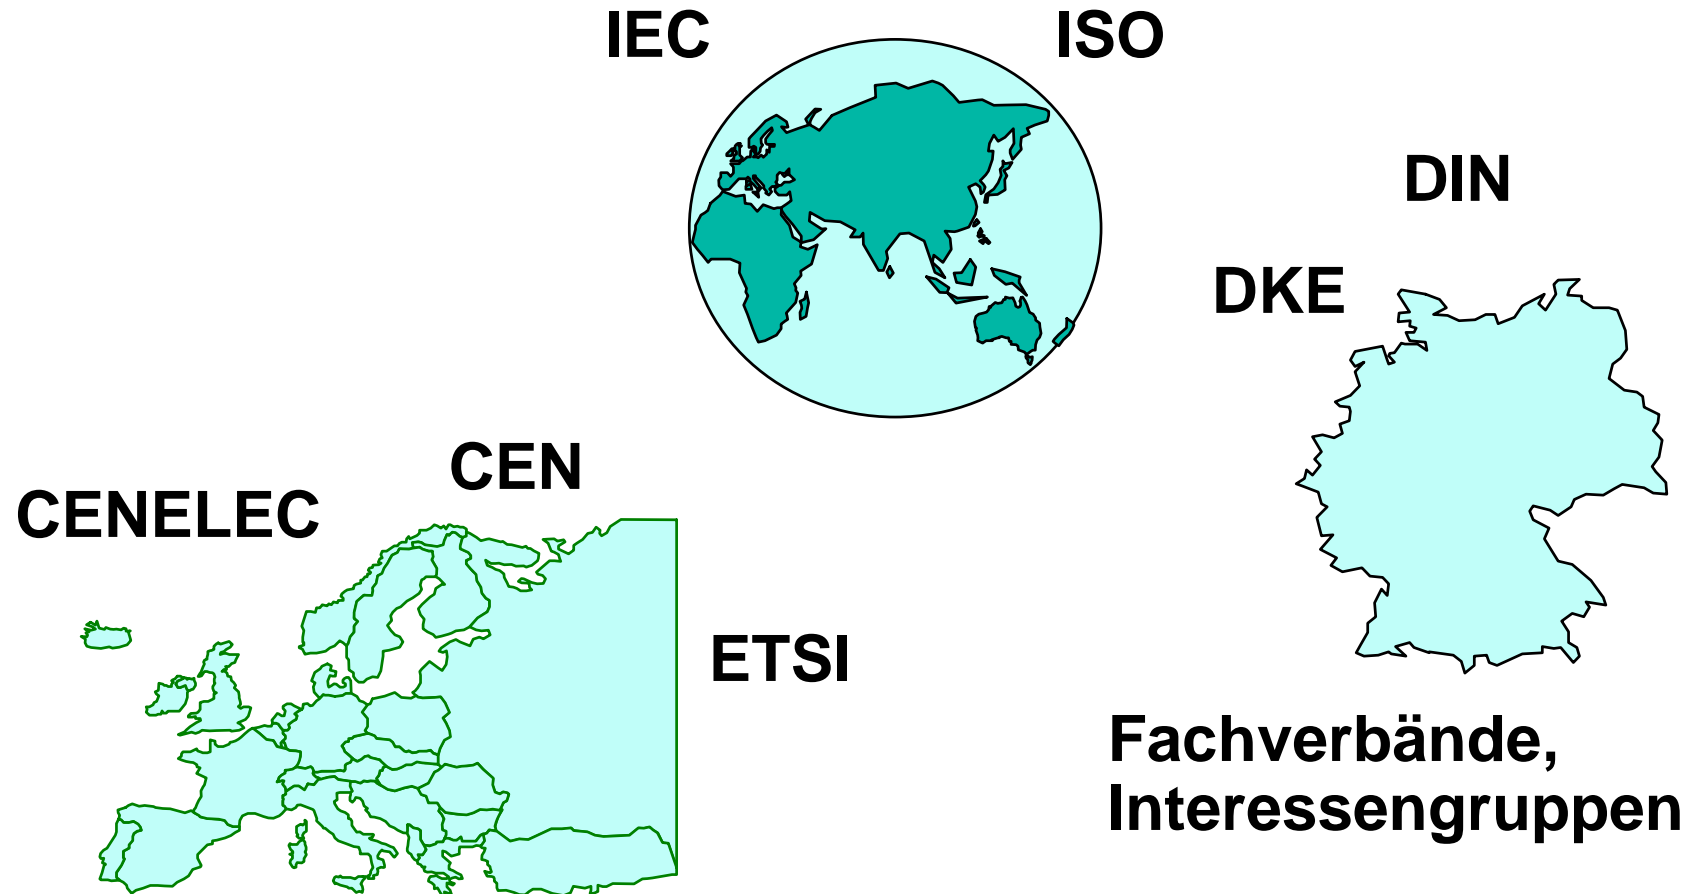 IEC
ISO
DIN
DKE
CEN
CENELEC
ETSI
Fachverbände,
Interessengruppen